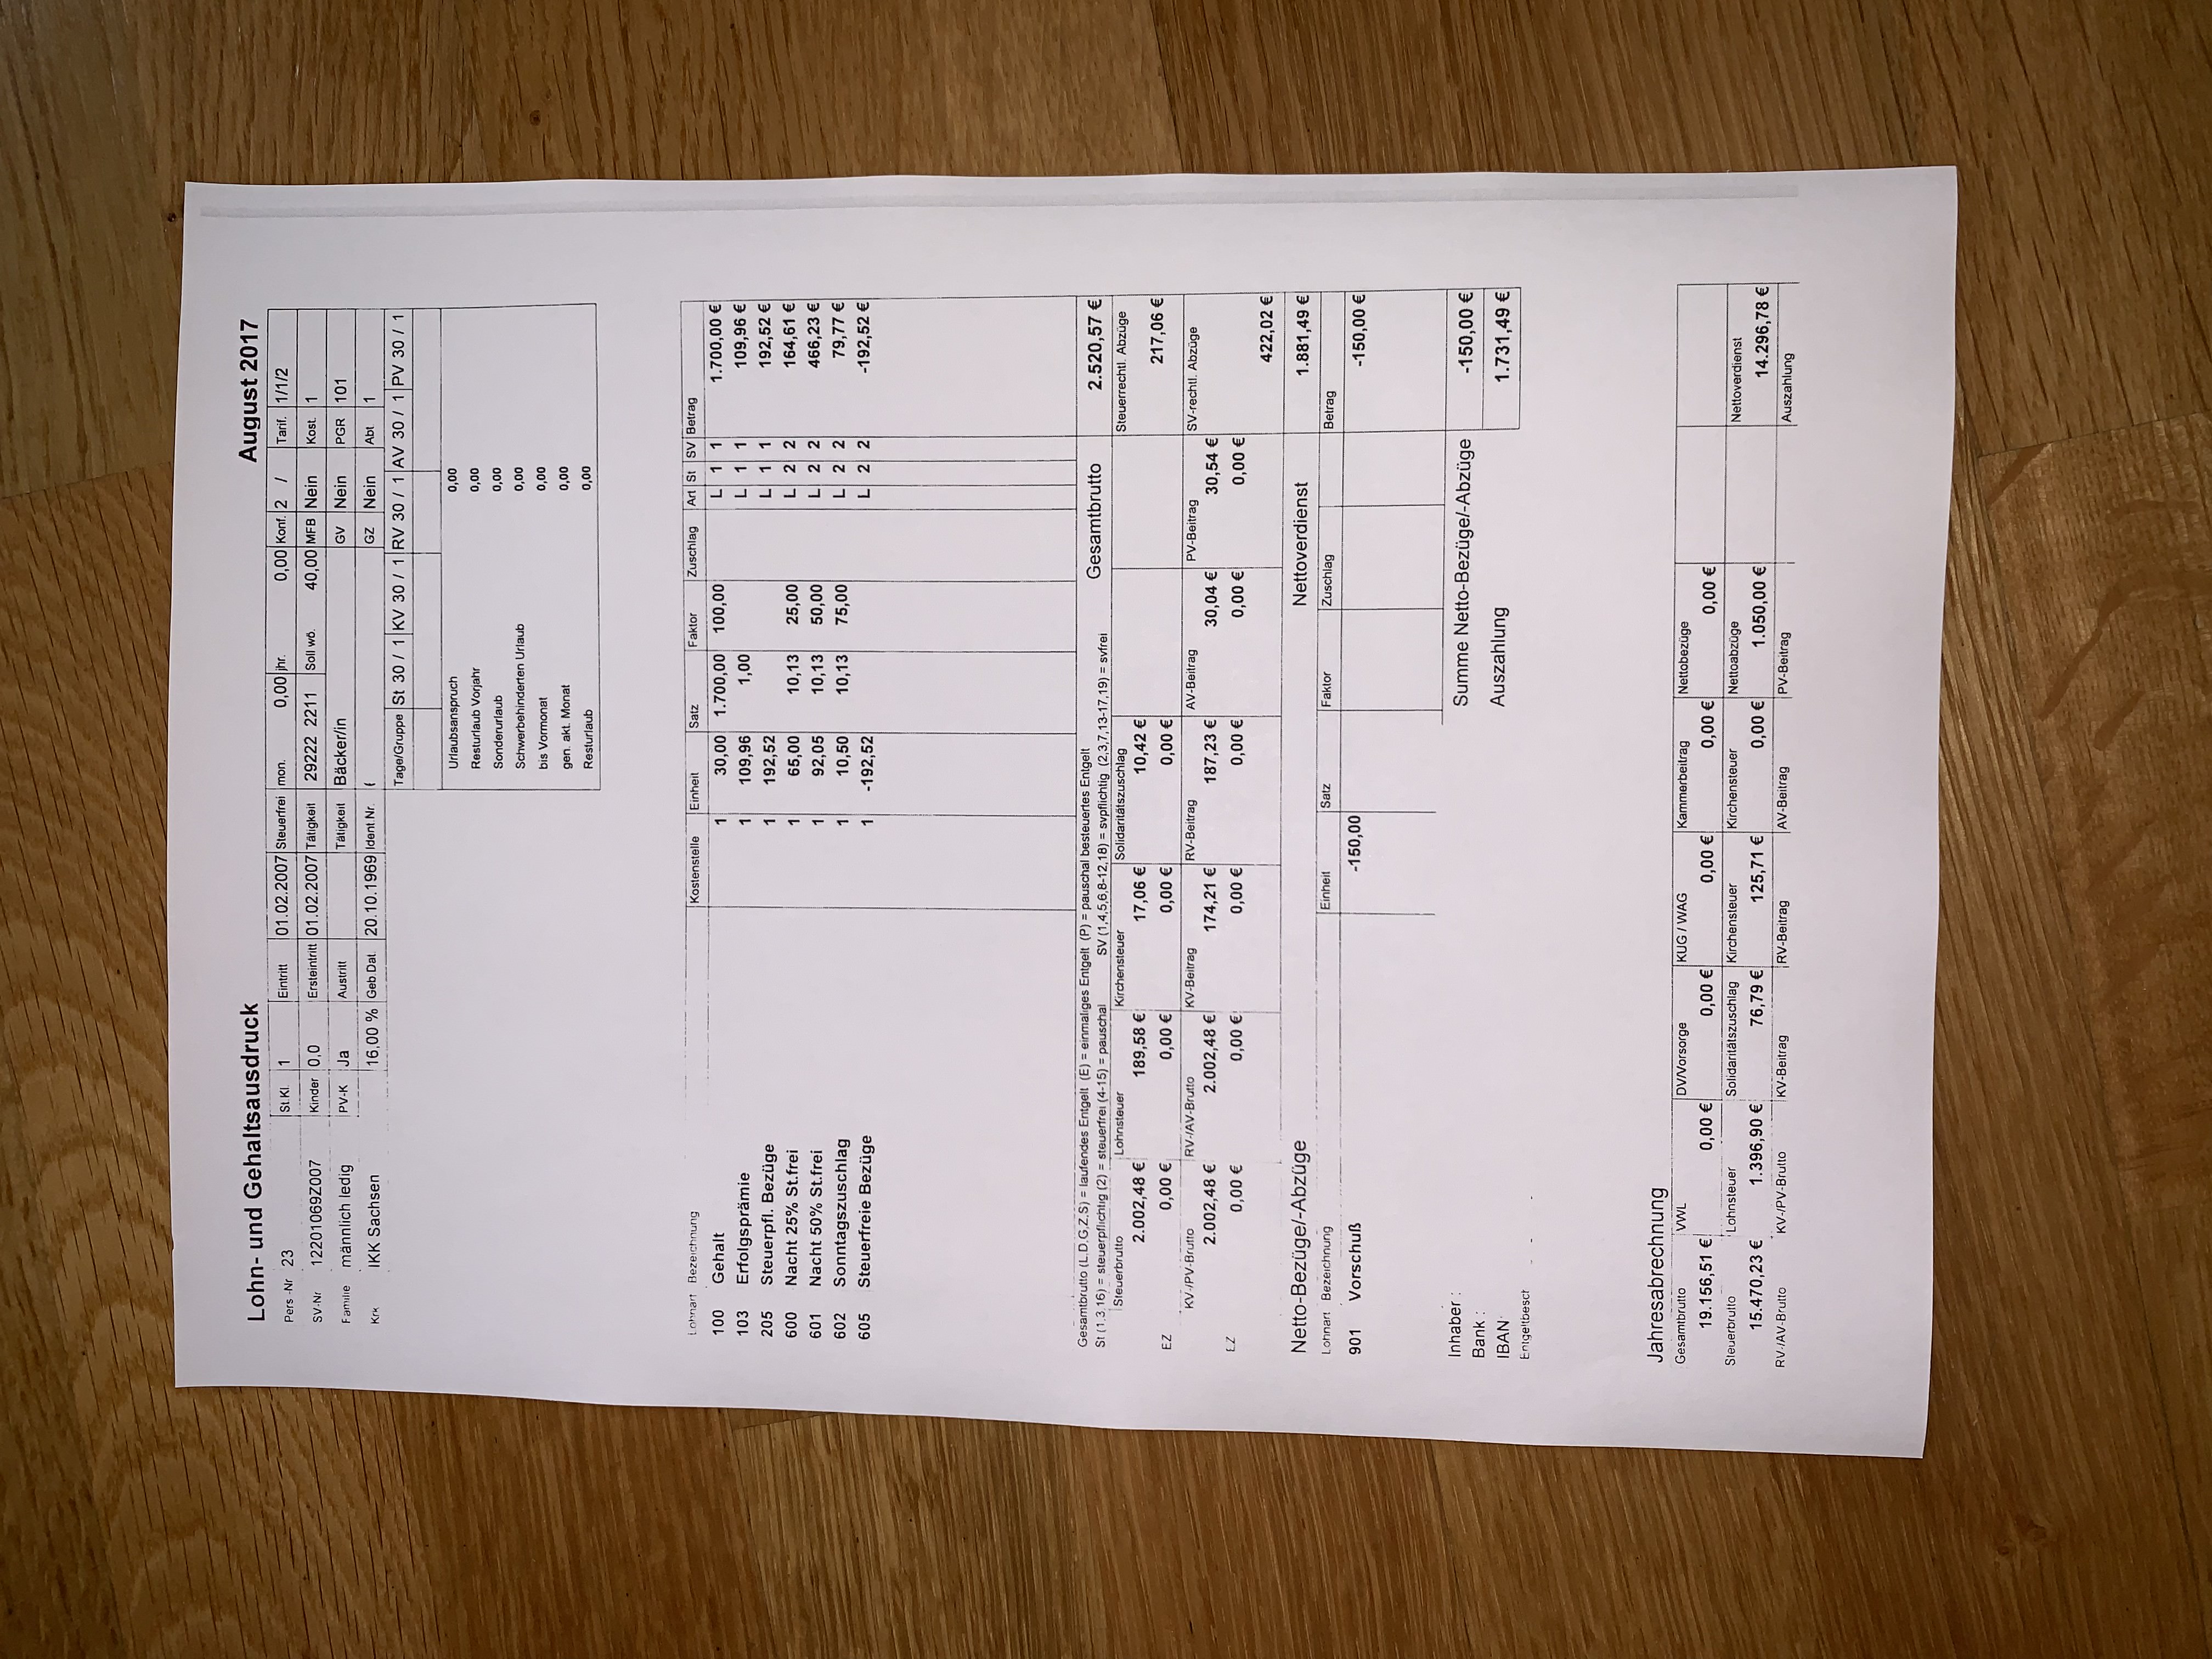 Lohn- und Gehaltsausdruck August 2017
Pers.-Nr 23 St.Kl. 1 Eintritt 01.02.2007 Steuerfrei mon. 0,00 jhr. 0,00 Konf. 2 / Tarif. 1/1/2
SV-Nr 12201069Z007 Kinder 0,0 Ersteintritt 01.02.2007 Tätigkeit 29222 2211 Soll wö. 40,00 MFB Nein Kost. 1
Familie männlich ledig PV-K Ja Austritt Tätigkeit Bäcker/in GV Nein PGR 101
Krk IKK Sachsen 16,00 % Geb.Dat. 20.10.1969 Ident.Nr. GZ Nein Abt 1
Tage/Gruppe St 30 / 1 KV 30 / 1 RV 30 / 1 AV 30 / 1 PV 30 / 1
Urlaubsanspruch 0,00
Resturlaub Vorjahr 0,00
Sonderurlaub 0,00
Schwerbehinderten Urlaub 0,00
bis Vormonat 0,00
gen. akt. Monat 0,00
Resturlaub 0,00
Lohnart Bezeichnung Kostenstelle Einheit Satz Faktor Zuschlag Art St SV Betrag
100 Gehalt 1 30,00 1.700,00 100,00 L 1 1 1.700,00 €
103 Erfolgsprämie 1 109,96 1,00 L 1 1 109,96 €
205 Steuerpfl. Bezüge 1 192,52 L 1 1 192,52 €
600 Nacht 25% St.frei 1 65,00 10,13 25,00 L 2 2 164,61 €
601 Nacht 50% St.frei 1 92,05 10,13 50,00 L 2 2 466,23 €
602 Sonntagszuschlag 1 10,50 10,13 75,00 L 2 2 79,77 €
605 Steuerfreie Bezüge 1 -192,52 L 2 2 -192,52 €
Gesamtbrutto (L,D,G,Z,S) = laufendes Entgelt (E) = einmaliges Entgelt (P) = pauschal besteuertes Entgelt
St (1,3,16) = steuerpflichtig (2) = steuerfrei (4-15) = pauschal SV (1,4,5,6,8-12,18) = svpflichtig (2,3,7,13-17,19) = svfrei
Gesamtbrutto 2.520,57 €
Steuerbrutto Lohnsteuer Kirchensteuer Solidaritätszuschlag Steuerrechtl. Abzüge
2.002,48 € 189,58 € 17,06 € 10,42 €
217,06 €
EZ 0,00 € 0,00 € 0,00 € 0,00 €
KV-/PV-Brutto RV-/AV-Brutto KV-Beitrag RV-Beitrag AV-Beitrag PV-Beitrag SV-rechtl. Abzüge
2.002,48 € 2.002,48 € 174,21 € 187,23 € 30,04 € 30,54 €
EZ 0,00 € 0,00 € 0,00 € 0,00 € 0,00 € 0,00 €
422,02 €
Netto-Bezüge/-Abzüge Nettoverdienst 1.881,49 €
Lohnart Bezeichnung Einheit Satz Faktor Zuschlag Betrag
901 Vorschuß -150,00 -150,00 €
Inhaber : Summe Netto-Bezüge/-Abzüge -150,00 €
Bank :
IBAN Auszahlung 1.731,49 €
Entgeltbesch
Jahresabrechnung
Gesamtbrutto VWL DV/Vorsorge KUG / WAG Kammerbeitrag Nettobezüge
19.156,51 € 0,00 € 0,00 € 0,00 € 0,00 € 0,00 €
Steuerbrutto Lohnsteuer Solidaritätszuschlag Kirchensteuer Kirchensteuer Nettoabzüge Nettoverdienst
15.470,23 € 1.396,90 € 76,79 € 125,71 € 0,00 € 1.050,00 € 14.296,78 €
RV-/AV-Brutto KV-/PV-Brutto KV-Beitrag RV-Beitrag AV-Beitrag PV-Beitrag Auszahlung